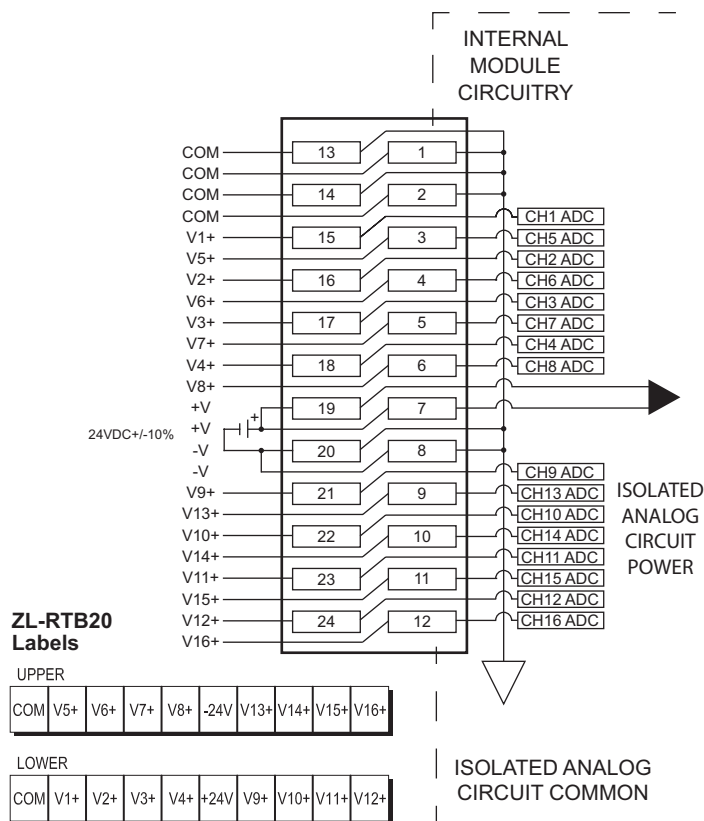 INTERNAL
MODULE
CIRCUITRY
COM 13 1
COM
COM 14 2
COM CH1 ADC
V1+ 15 3 CH5 ADC
V5+ CH2 ADC
V2+ 16 4 CH6 ADC
V6+ CH3 ADC
V3+ 17 5 CH7 ADC
V7+ CH4 ADC
V4+ 18 6 CH8 ADC
V8+
+V 19 7
+
24VDC+/-10% +V
-V 20 8
-V CH9 ADC
V9+ 21 9 CH13 ADC
V13+ CH10 ADC
V10+ 22 10 CH14 ADC
V14+ CH11 ADC
V11+ 23 11 CH15 ADC
V15+ CH12 ADC
V12+ 24 12 CH16 ADC
V16+
ISOLATED
ANALOG
CIRCUIT
POWER
ZL-RTB20
Labels
UPPER
COM V5+ V6+ V7+ V8+ -24V V13+ V14+ V15+ V16+
LOWER
COM V1+ V2+ V3+ V4+ +24V V9+ V10+ V11+ V12+
ISOLATED ANALOG
CIRCUIT COMMON